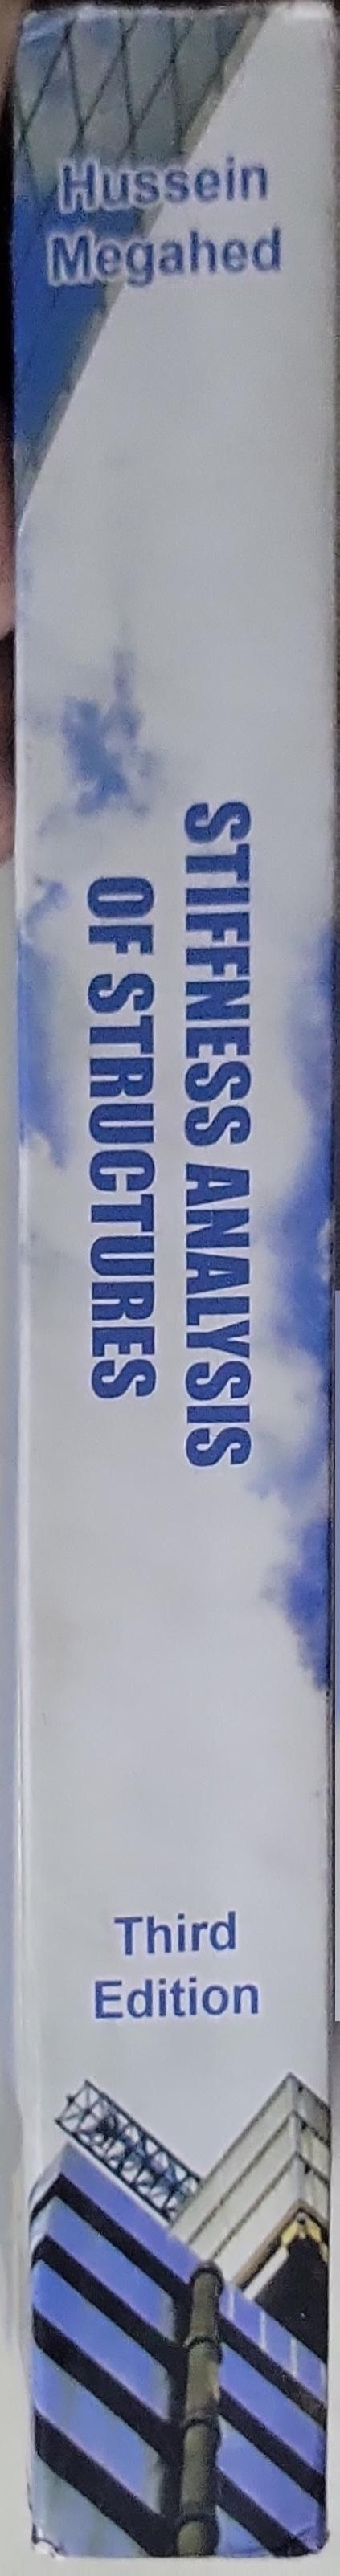 Hussein
Megahed
STIFFNESS ANALYSIS
OF STRUCTURES
Third
Edition